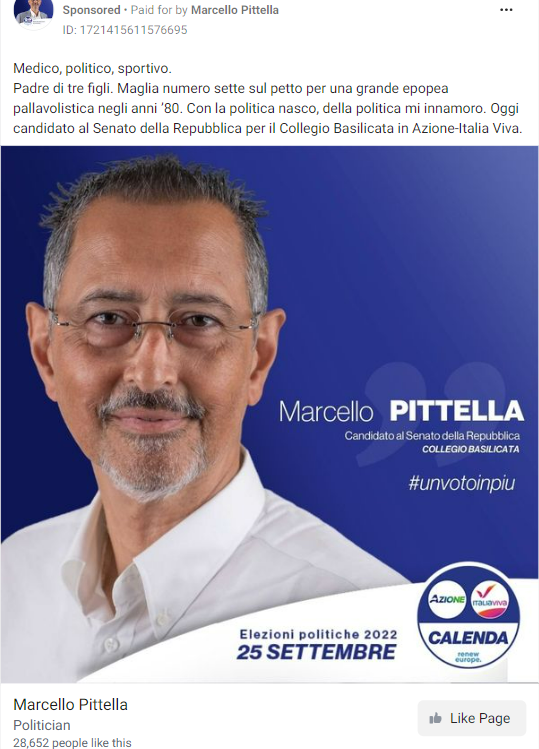 Sponsored • Paid for by Marcello Pittella
ID: 1721415611576695
Medico, politico, sportivo.
Padre di tre figli. Maglia numero sette sul petto per una grande epopea
pallavolistica negli anni ’80. Con la politica nasco, della politica mi innamoro. Oggi
candidato al Senato della Repubblica per il Collegio Basilicata in Azione-Italia Viva.
Marcello PITTELLA
Candidato al Senato della Repubblica
COLLEGIO BASILICATA
#unvotoinpiu
AZIONE
ITALIAVIVA
CALENDA
renew
europe.
Elezioni politiche 2022
25 SETTEMBRE
Marcello Pittella
Politician
28,652 people like this
Like Page